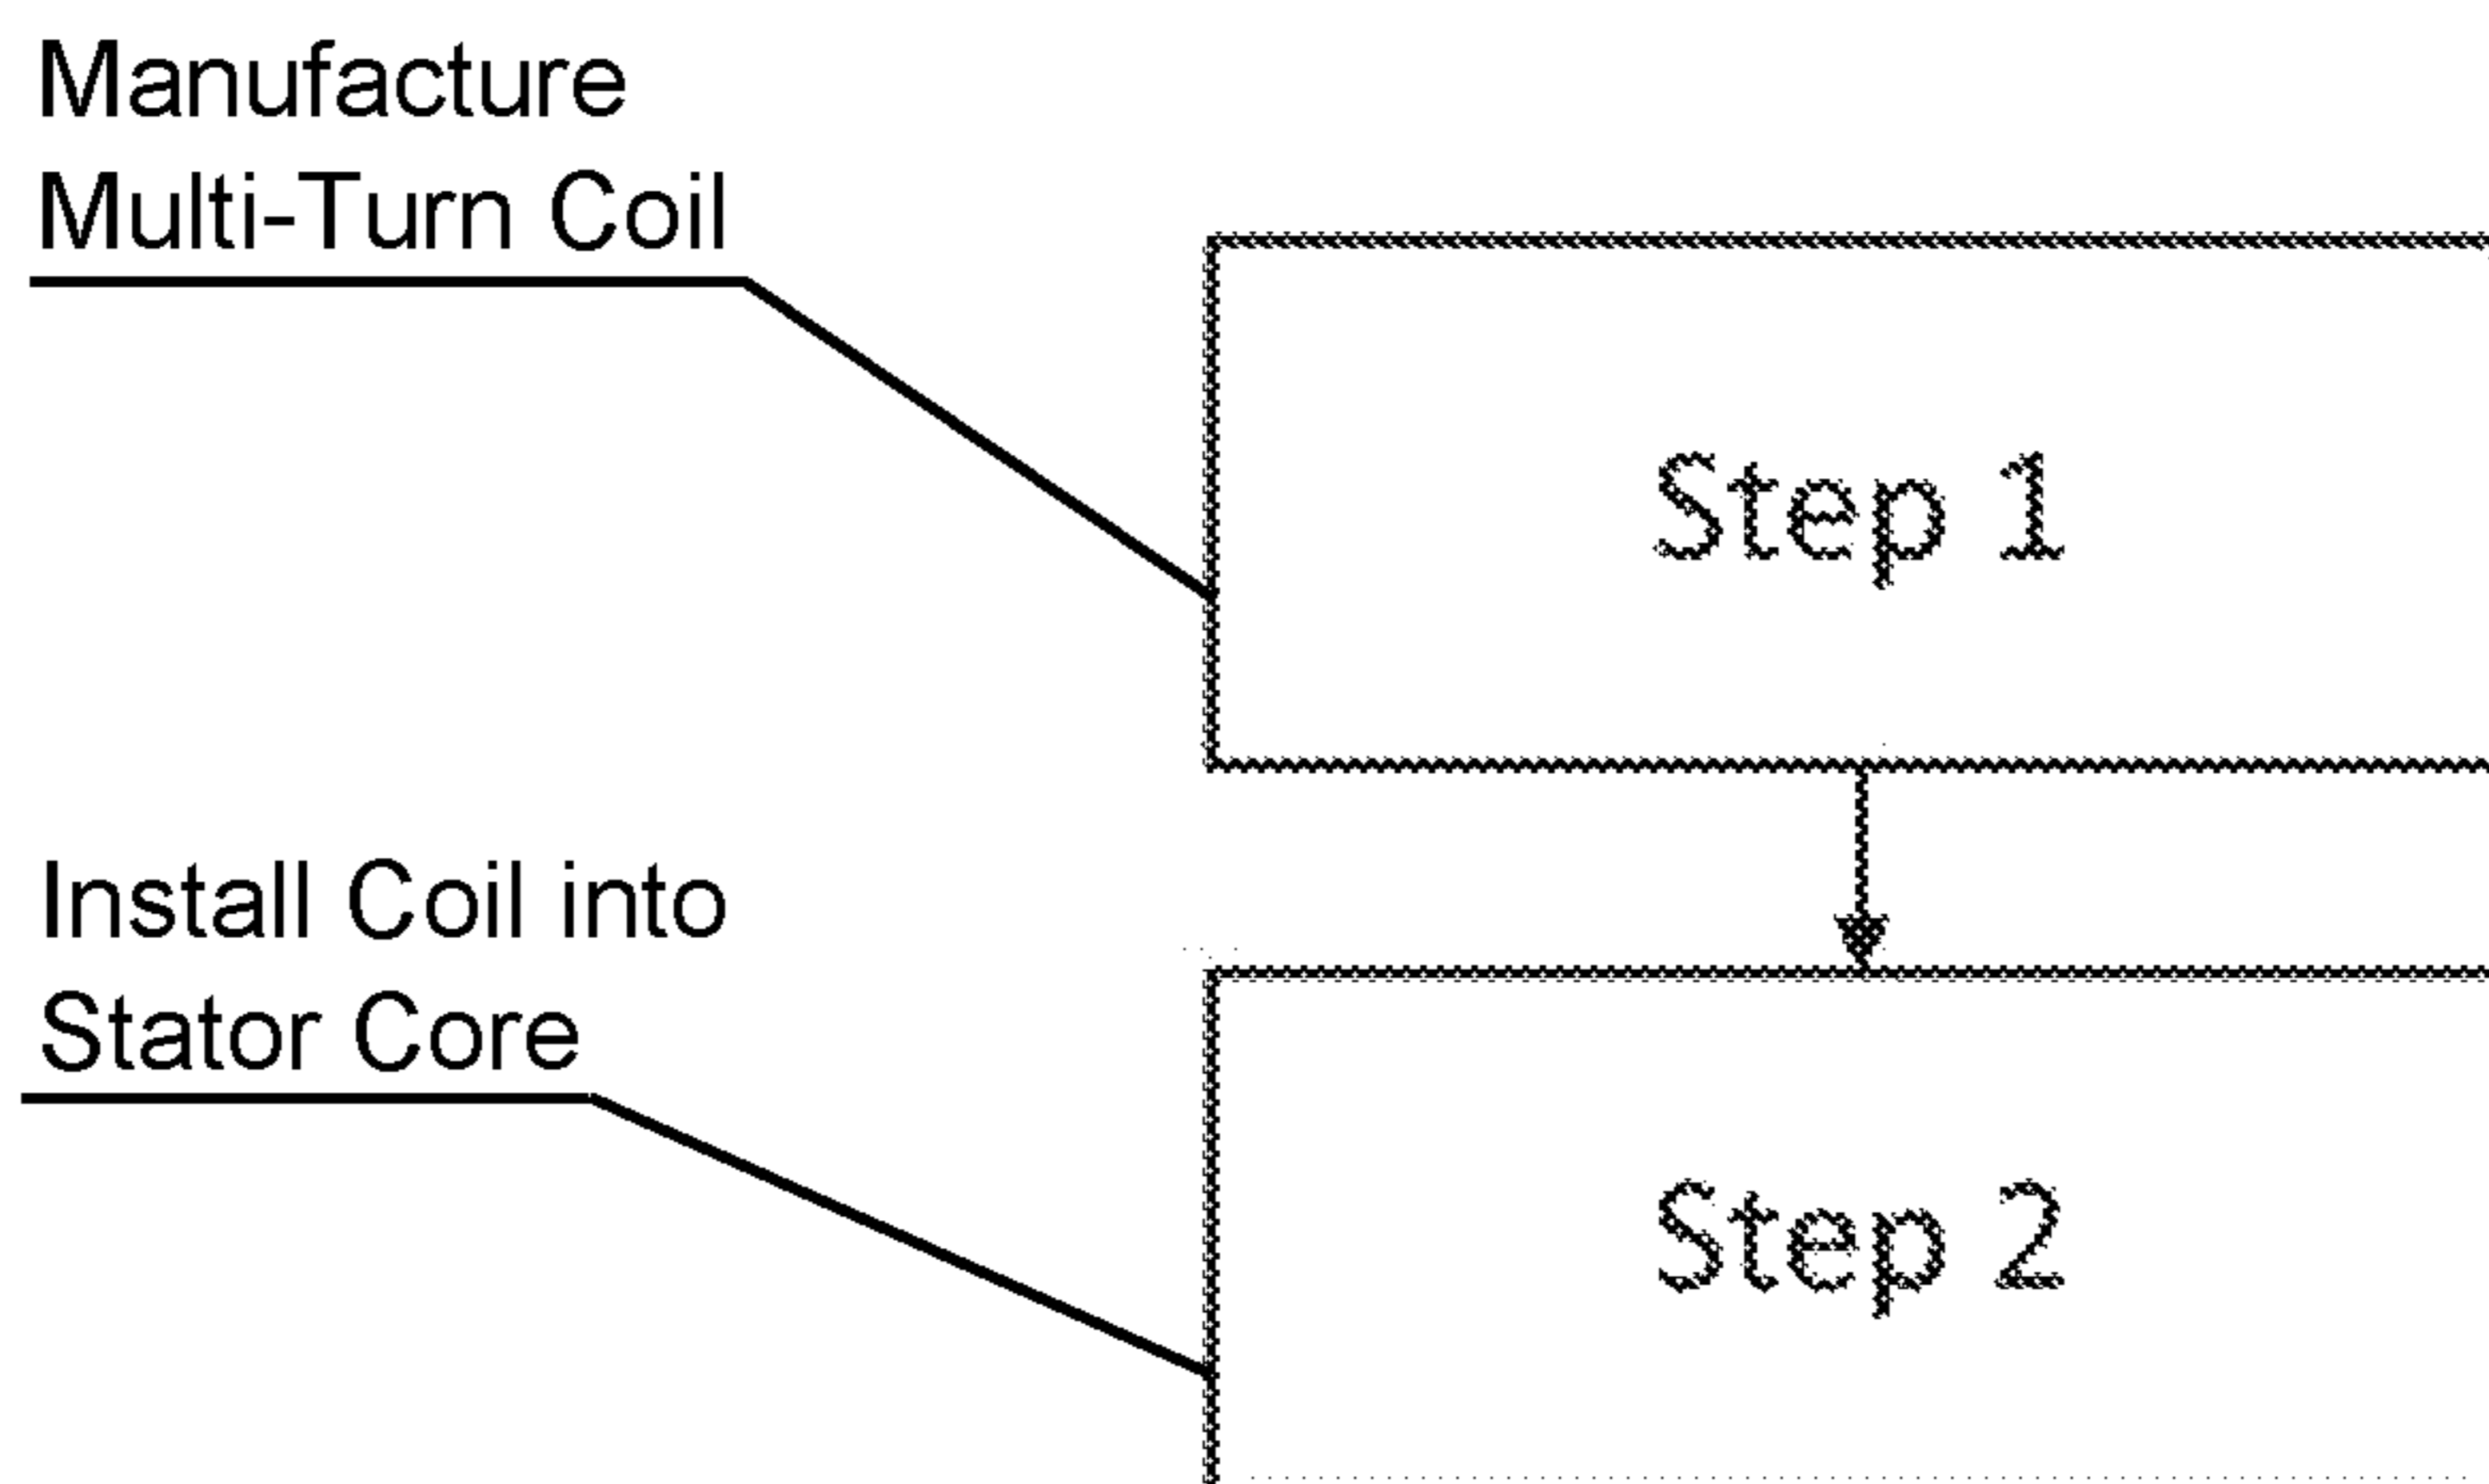 Manufacture
Multi-Turn Coil
Step 1
Install Coil into
Stator Core
Step 2